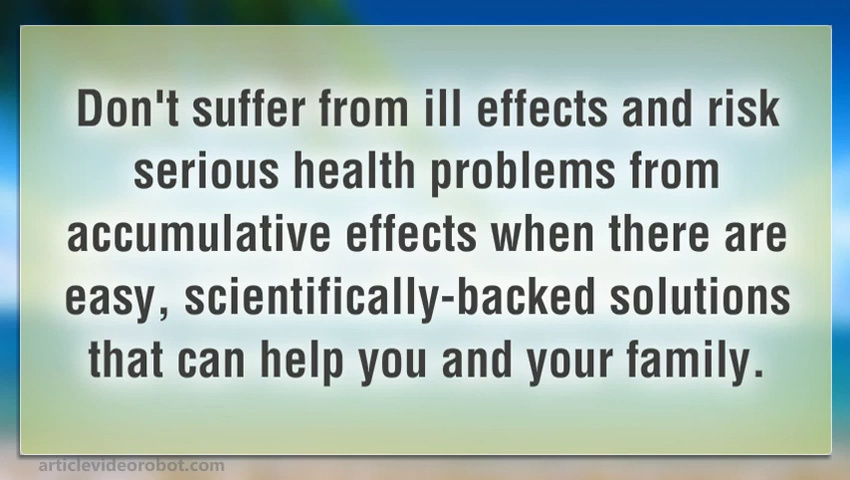 Don't suffer from ill effects and risk
serious health problems from
accumulative effects when there are
easy, scientifically-backed solutions
that can help you and your family.
articlevideorobot.com